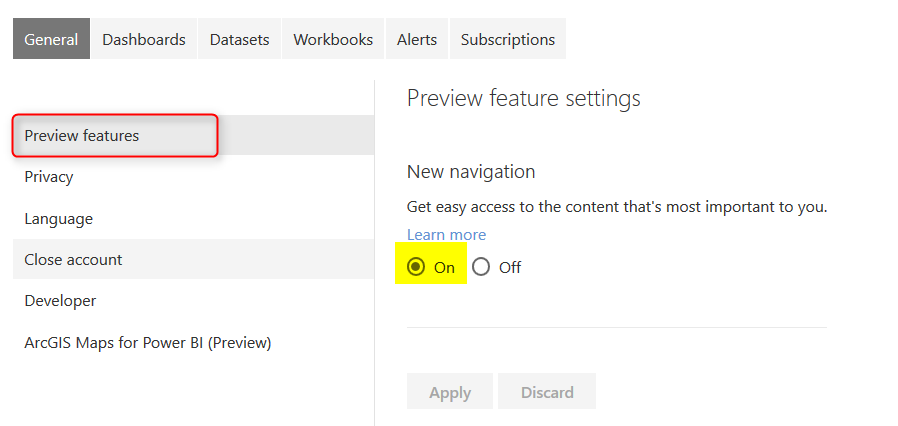 General Dashboards Datasets Workbooks Alerts Subscriptions
Preview features
Privacy
Language
Close account
Developer
ArcGIS Maps for Power BI (Preview)
Preview feature settings
New navigation
Get easy access to the content that's most important to you.
Learn more
On Off
Apply Discard